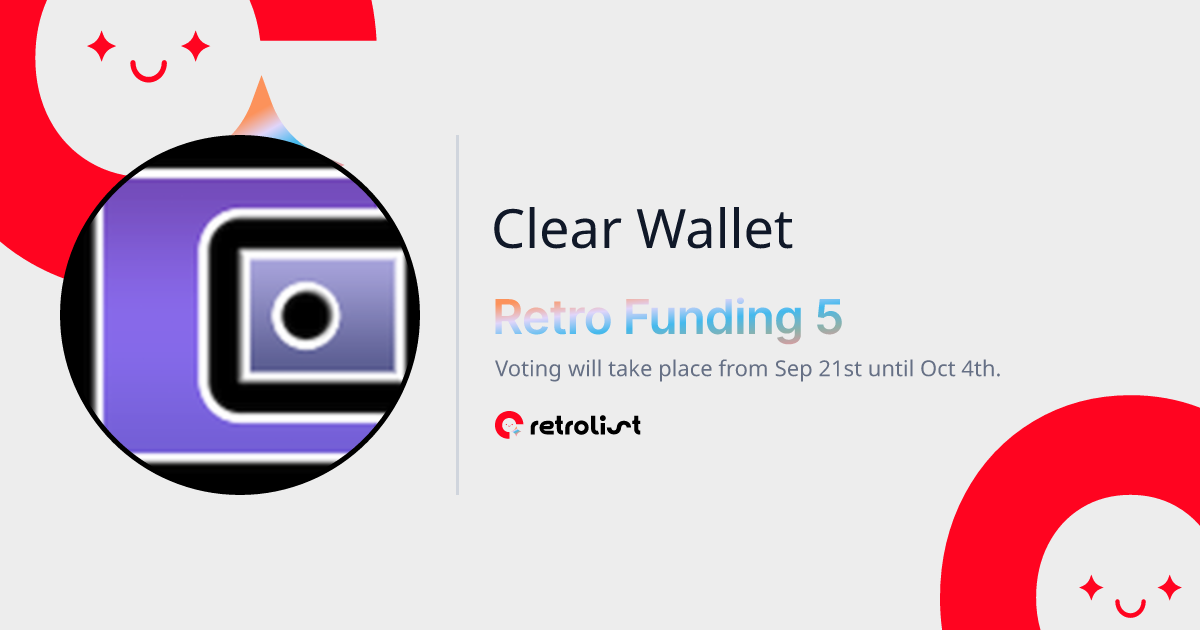 Clear Wallet
Retro Funding 5
Voting will take place from Sep 21st until Oct 4th.
retrolist